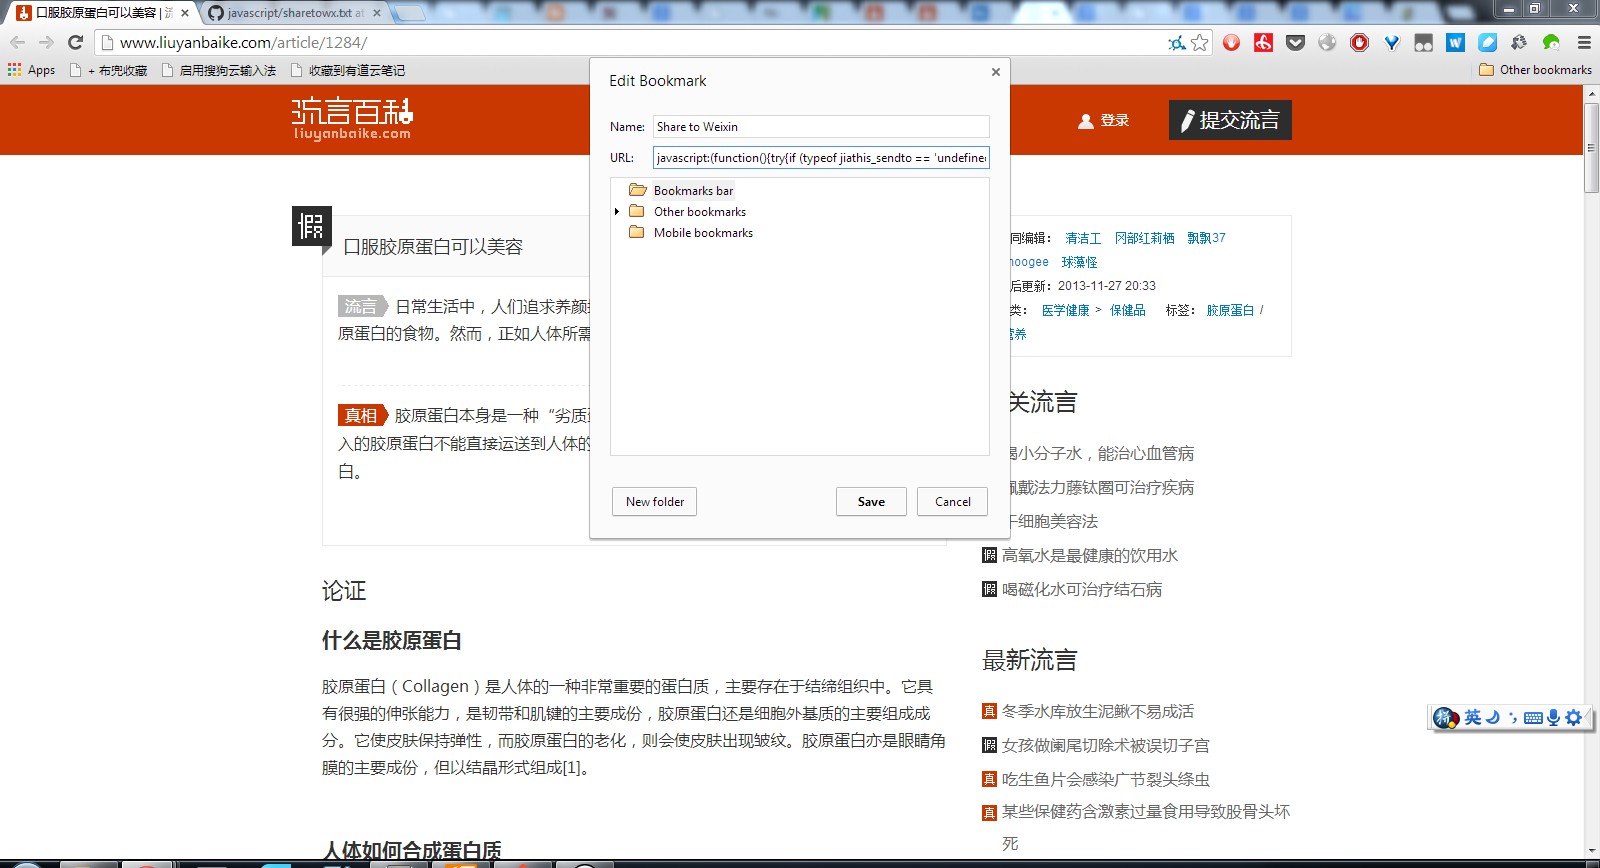 口服胶原蛋白可以美容 | 流
javascript/sharetowx.txt at
www.liuyanbaike.com/article/1284/
Apps
+ 布兜收藏
启用搜狗云输入法
收藏到有道云笔记
Other bookmarks
流言百科
liuyanbaike.com
登录
提交流言
Edit Bookmark
Name: Share to Weixin
URL: javascript:(function(){try{if (typeof jiathis_sendto == 'undefined
Bookmarks bar
Other bookmarks
Mobile bookmarks
New folder
Save
Cancel
假
口服胶原蛋白可以美容
流言 日常生活中，人们追求养颜
原蛋白的食物。然而，正如人体所需
真相 胶原蛋白本身是一种“劣质
入的胶原蛋白不能直接运送到人体的
白。
论证
什么是胶原蛋白
胶原蛋白（Collagen）是人体的一种非常重要的蛋白质，主要存在于结缔组织中。它具
有很强的伸张能力，是韧带和肌键的主要成份，胶原蛋白还是细胞外基质的主要组成成
分。它使皮肤保持弹性，而胶原蛋白的老化，则会使皮肤出现皱纹。胶原蛋白亦是眼睛角
膜的主要成份，但以结晶形式组成[1]。
人体如何合成蛋白质
同编辑： 清洁工 冈部红莉栖 飘飘37
hoogee 球藻怪
后更新：2013-11-27 20:33
类： 医学健康 > 保健品 标签： 胶原蛋白 /
营养
关流言
喝小分子水，能治心血管病
佩戴法力藤钛圈可治疗疾病
干细胞美容法
假 高氧水是最健康的饮用水
假 喝磁化水可治疗结石病
最新流言
真 冬季水库放生泥鳅不易成活
假 女孩做阑尾切除术被误切子宫
真 吃生鱼片会感染广节裂头绦虫
真 某些保健药含激素过量食用导致股骨头坏
死
英